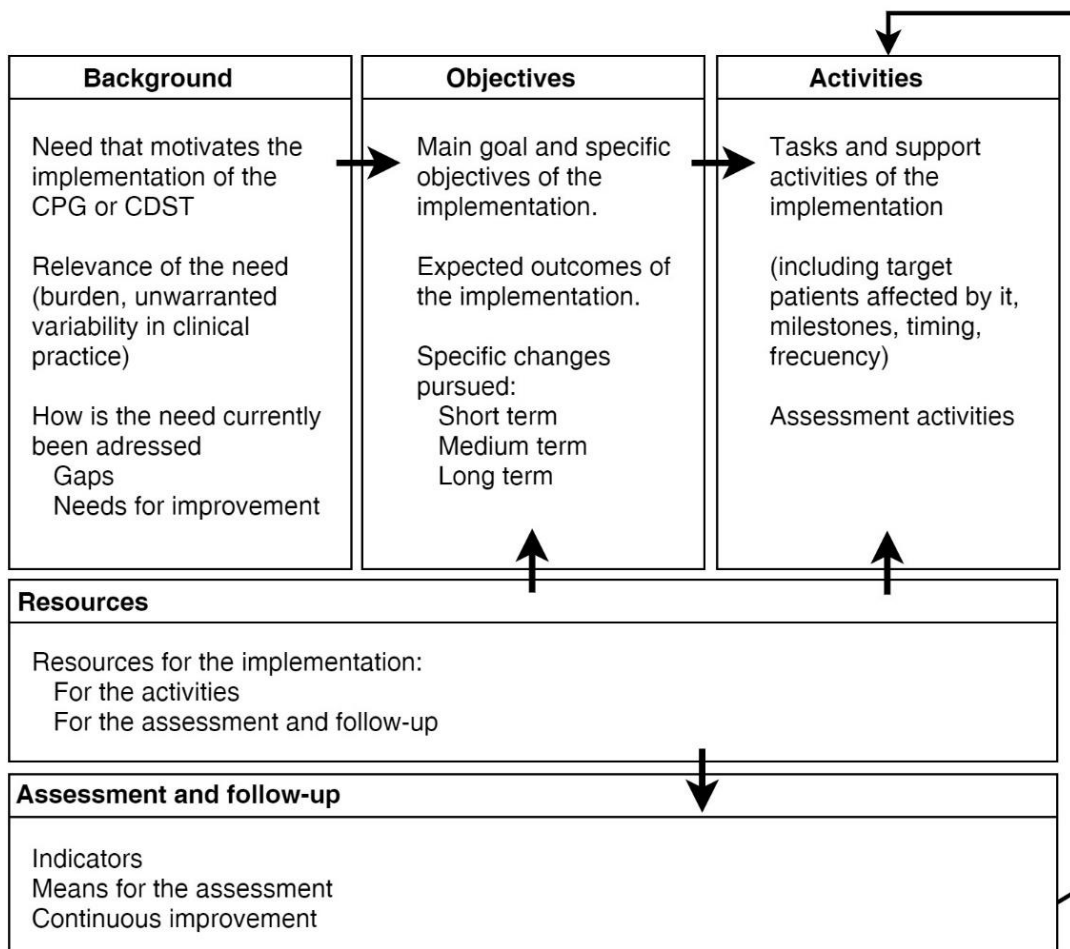 Background
Need that motivates the
implementation of the
CPG or CDST
Relevance of the need
(burden, unwarranted
variability in clinical
practice)
How is the need currently
been adressed
Gaps
Needs for improvement
Objectives
Main goal and specific
objectives of the
implementation.
Expected outcomes of
the implementation.
Specific changes
pursued:
Short term
Medium term
Long term
Activities
Tasks and support
activities of the
implementation
(including target
patients affected by it,
milestones, timing,
frecuency)
Assessment activities
Resources
Resources for the implementation:
For the activities
For the assessment and follow-up
Assessment and follow-up
Indicators
Means for the assessment
Continuous improvement